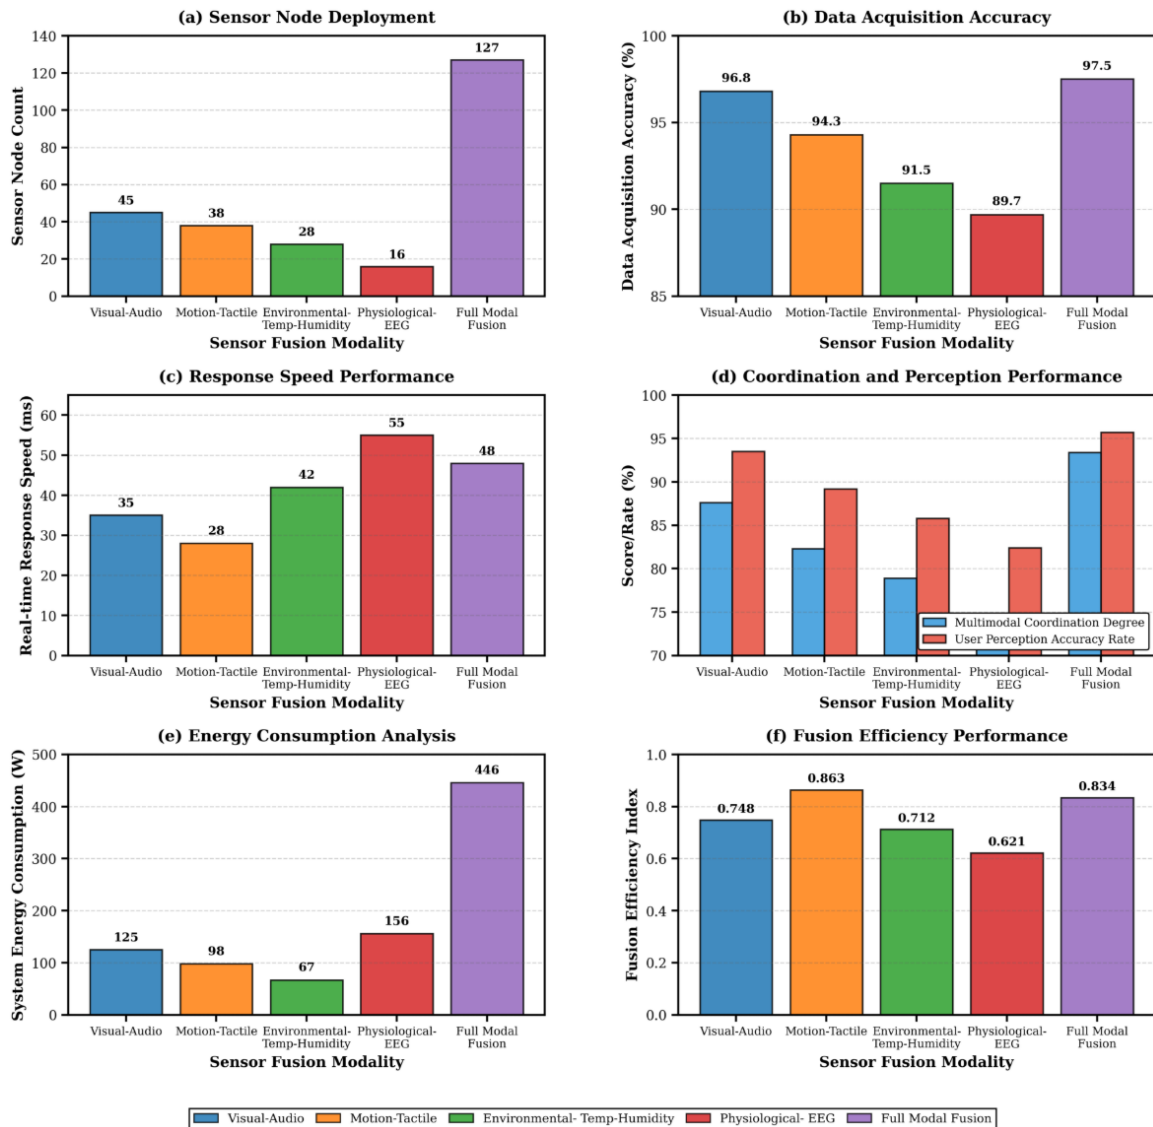 (a) Sensor Node Deployment
140
120
100
80
60
40
20
0
Sensor Node Count
45
38
28
16
127
Visual-Audio
Motion-Tactile
Environmental-
Temp-Humidity
Physiological-
EEG
Full Modal
Fusion
Sensor Fusion Modality
(b) Data Acquisition Accuracy
100
95
90
85
Data Acquisition Accuracy (%)
96.8
94.3
91.5
89.7
97.5
Visual-Audio
Motion-Tactile
Environmental-
Temp-Humidity
Physiological-
EEG
Full Modal
Fusion
Sensor Fusion Modality
(c) Response Speed Performance
60
50
40
30
20
10
0
Real-time Response Speed (ms)
35
28
42
55
48
Visual-Audio
Motion-Tactile
Environmental-
Temp-Humidity
Physiological-
EEG
Full Modal
Fusion
Sensor Fusion Modality
(d) Coordination and Perception Performance
100
95
90
85
80
75
70
Score/Rate (%)
Multimodal Coordination Degree
User Perception Accuracy Rate
Visual-Audio
Motion-Tactile
Environmental-
Temp-Humidity
Physiological-
EEG
Full Modal
Fusion
Sensor Fusion Modality
(e) Energy Consumption Analysis
500
400
300
200
100
0
System Energy Consumption (W)
125
98
67
156
446
Visual-Audio
Motion-Tactile
Environmental-
Temp-Humidity
Physiological-
EEG
Full Modal
Fusion
Sensor Fusion Modality
(f) Fusion Efficiency Performance
1.0
0.8
0.6
0.4
0.2
0.0
Fusion Efficiency Index
0.748
0.863
0.712
0.621
0.834
Visual-Audio
Motion-Tactile
Environmental-
Temp-Humidity
Physiological-
EEG
Full Modal
Fusion
Sensor Fusion Modality
Visual-Audio
Motion-Tactile
Environmental- Temp-Humidity
Physiological- EEG
Full Modal Fusion